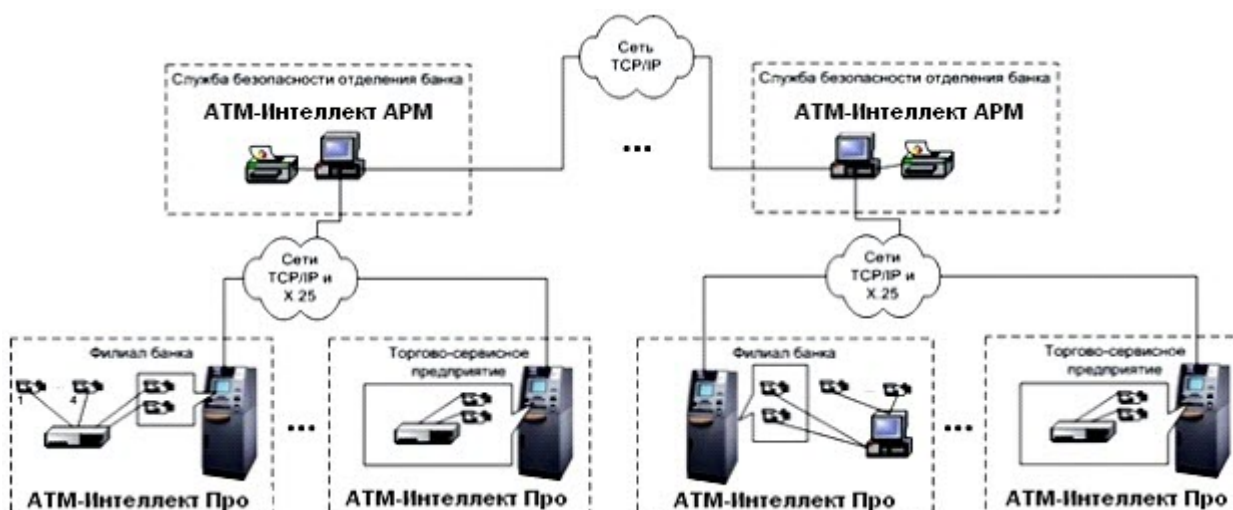 Сеть
TCP/IP
Служба безопасности отделения банка
АТМ-Интеллект АРМ
Служба безопасности отделения банка
АТМ-Интеллект АРМ
...
Сети
TCP/IP и
X.25
Сети
TCP/IP и
X.25
Филиал банка
1
...
4
...
АТМ-Интеллект Про
Торгово-сервисное
предприятие
АТМ-Интеллект Про
Филиал банка
...
...
АТМ-Интеллект Про
Торгово-сервисное
предприятие
АТМ-Интеллект Про